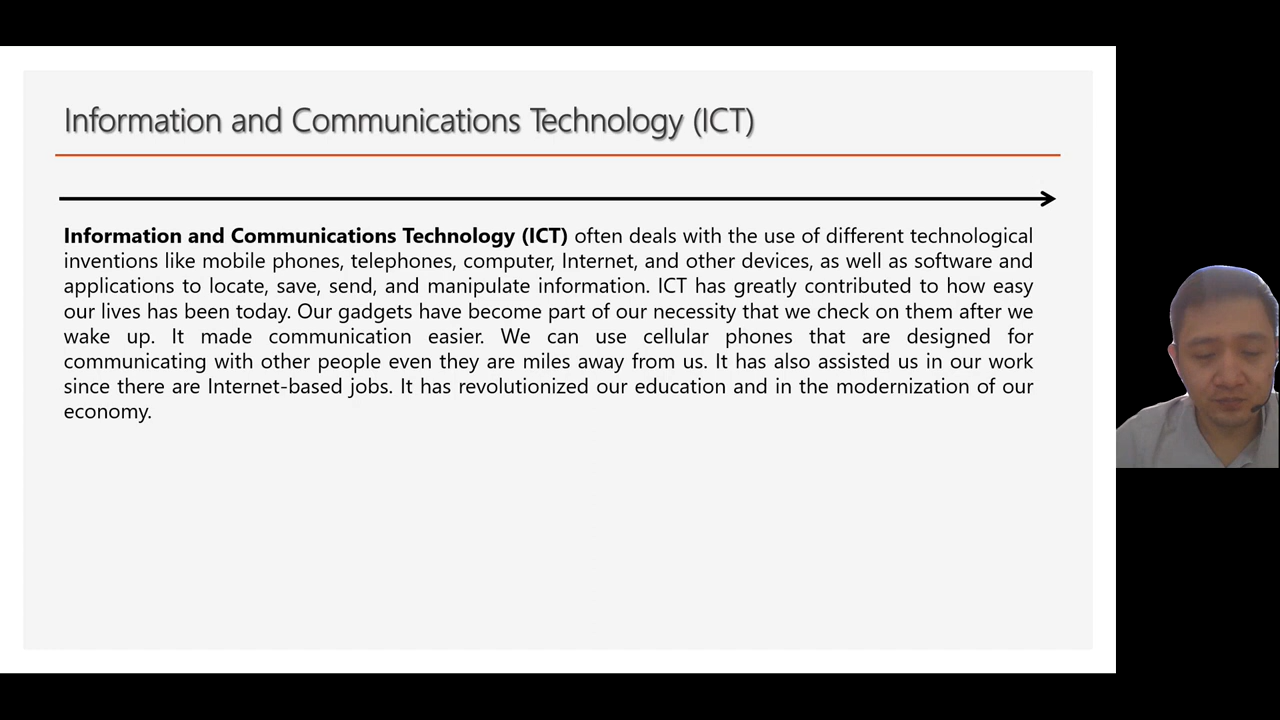 Information and Communications Technology (ICT)
Information and Communications Technology (ICT) often deals with the use of different technological
inventions like mobile phones, telephones, computer, Internet, and other devices, as well as software and
applications to locate, save, send, and manipulate information. ICT has greatly contributed to how easy
our lives has been today. Our gadgets have become part of our necessity that we check on them after we
wake up. It made communication easier. We can use cellular phones that are designed for
communicating with other people even they are miles away from us. It has also assisted us in our work
since there are Internet-based jobs. It has revolutionized our education and in the modernization of our
economy.